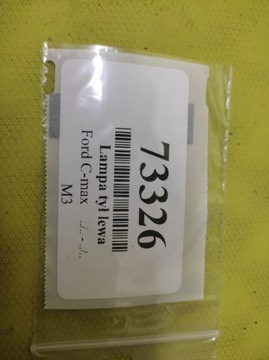 73326
Lampa tył lewa
Ford C-max ../.. - ../..
M3